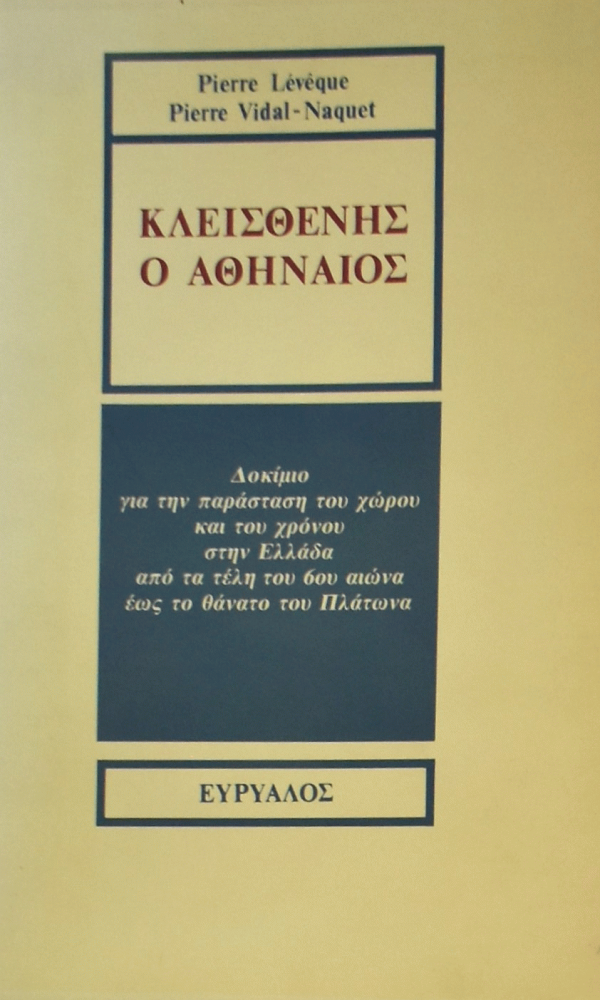 Pierre Lévêque
Pierre Vidal-Naquet
ΚΛΕΙΣΘΕΝΗΣ
Ο ΑΘΗΝΑΙΟΣ
Δοκίμιο
για την παράσταση του χώρου
και του χρόνου
στην Ελλάδα
από τα τέλη του 6ου αιώνα
έως το θάνατο του Πλάτωνα
ΕΥΡΥΑΛΟΣ